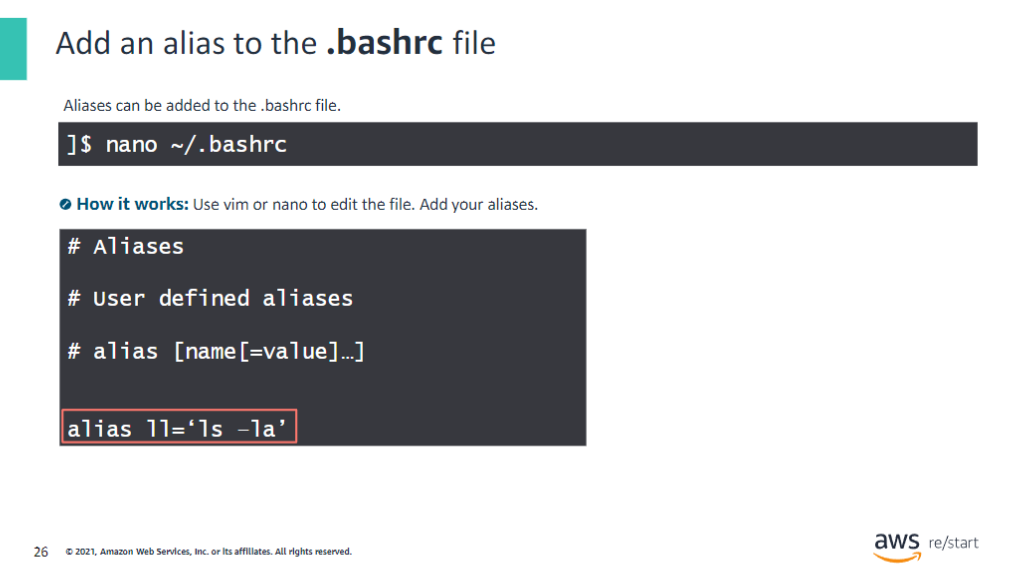 Add an alias to the .bashrc file
Aliases can be added to the .bashrc file.
]$ nano ~/.bashrc
How it works: Use vim or nano to edit the file. Add your aliases.
# Aliases
# User defined aliases
# alias [name[=value]…]
alias ll=‘ls –la’
26 © 2021, Amazon Web Services, Inc. or its affiliates. All rights reserved.
aws re/start